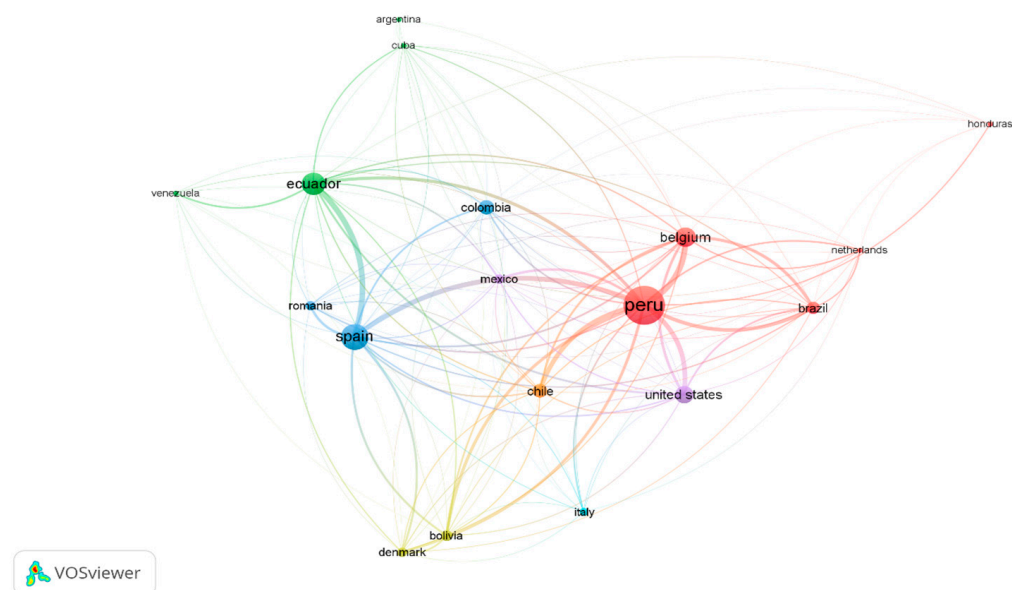 argentina
cuba
honduras
ecuador
venezuela
colombia
belgium
netherlands
mexico
romania
peru
brazil
spain
chile
united states
italy
bolivia
denmark
VOSviewer